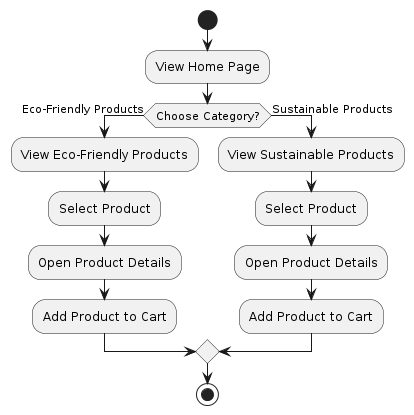 View Home Page
Eco-Friendly Products
Choose Category?
Sustainable Products
View Eco-Friendly Products
View Sustainable Products
Select Product
Select Product
Open Product Details
Open Product Details
Add Product to Cart
Add Product to Cart